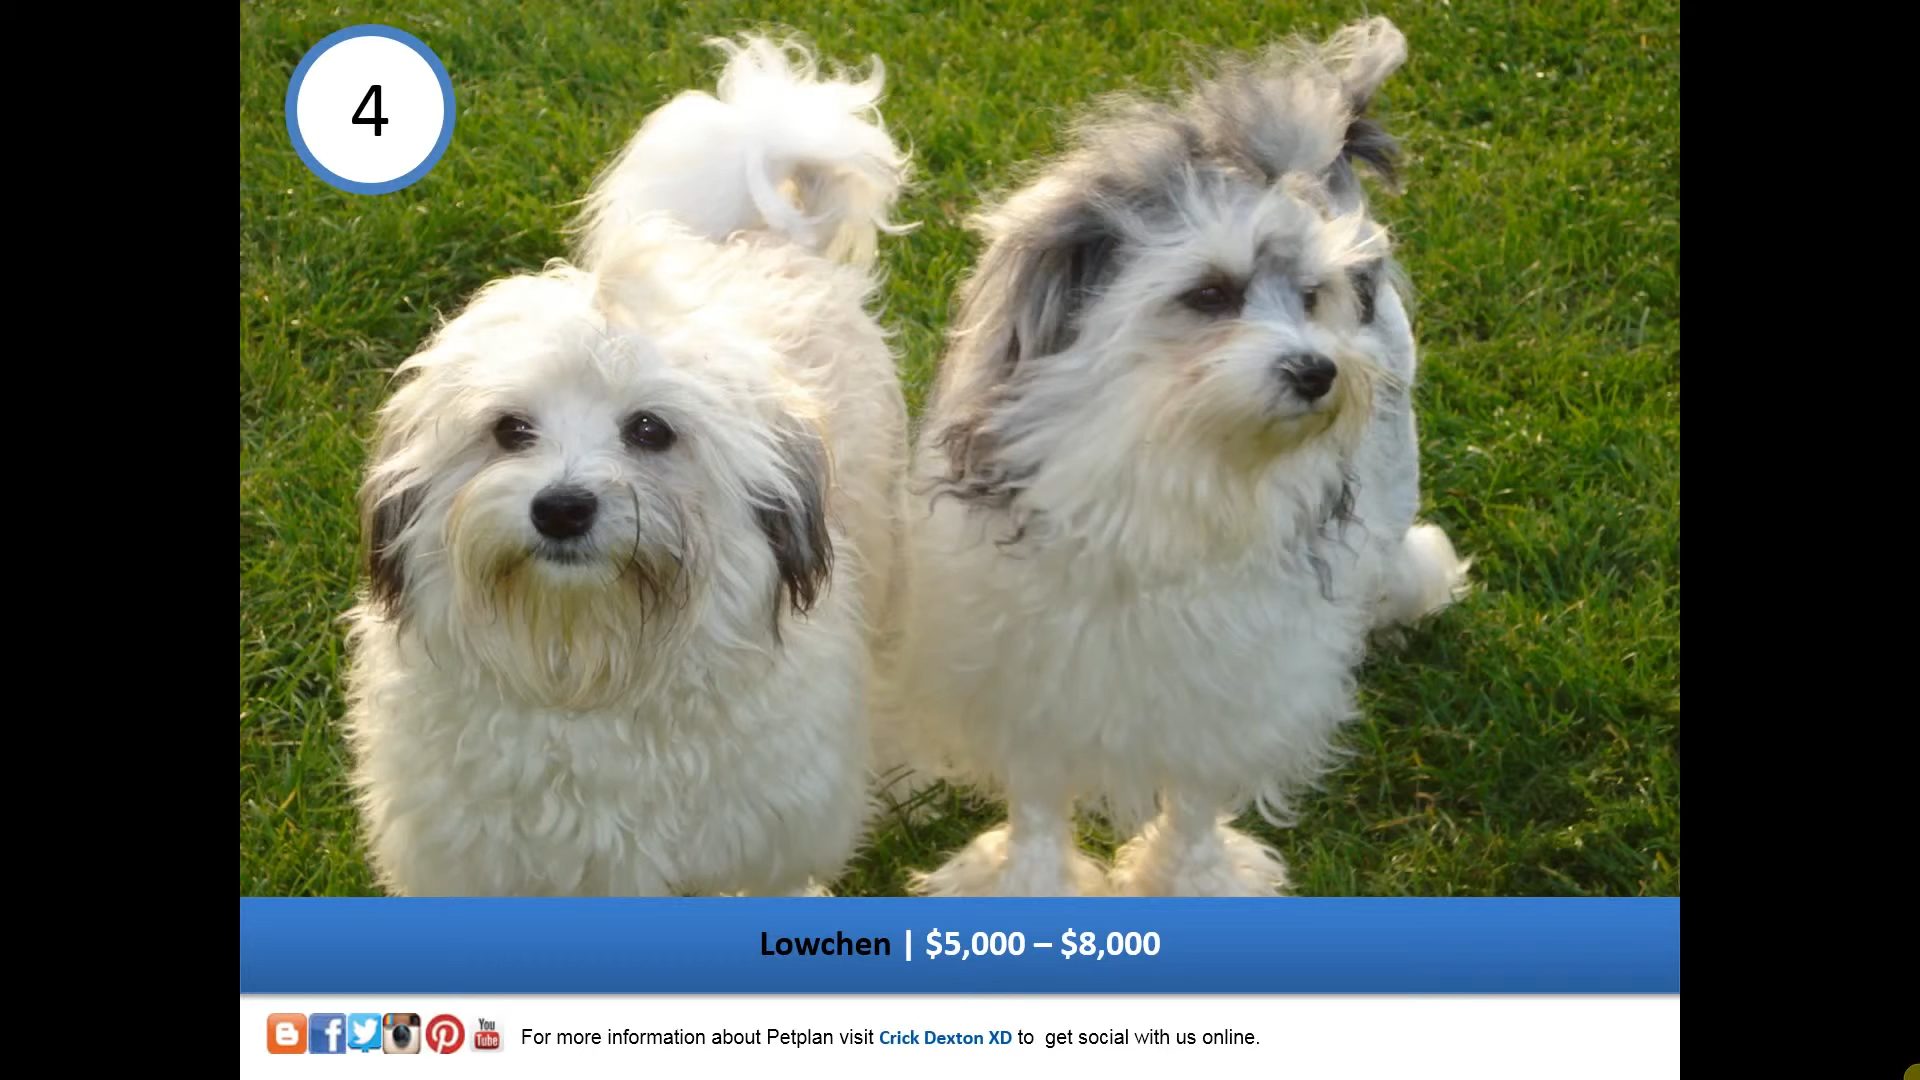 4
Lowchen | $5,000 – $8,000
You Tube
For more information about Petplan visit Crick Dexton XD to  get social with us online.